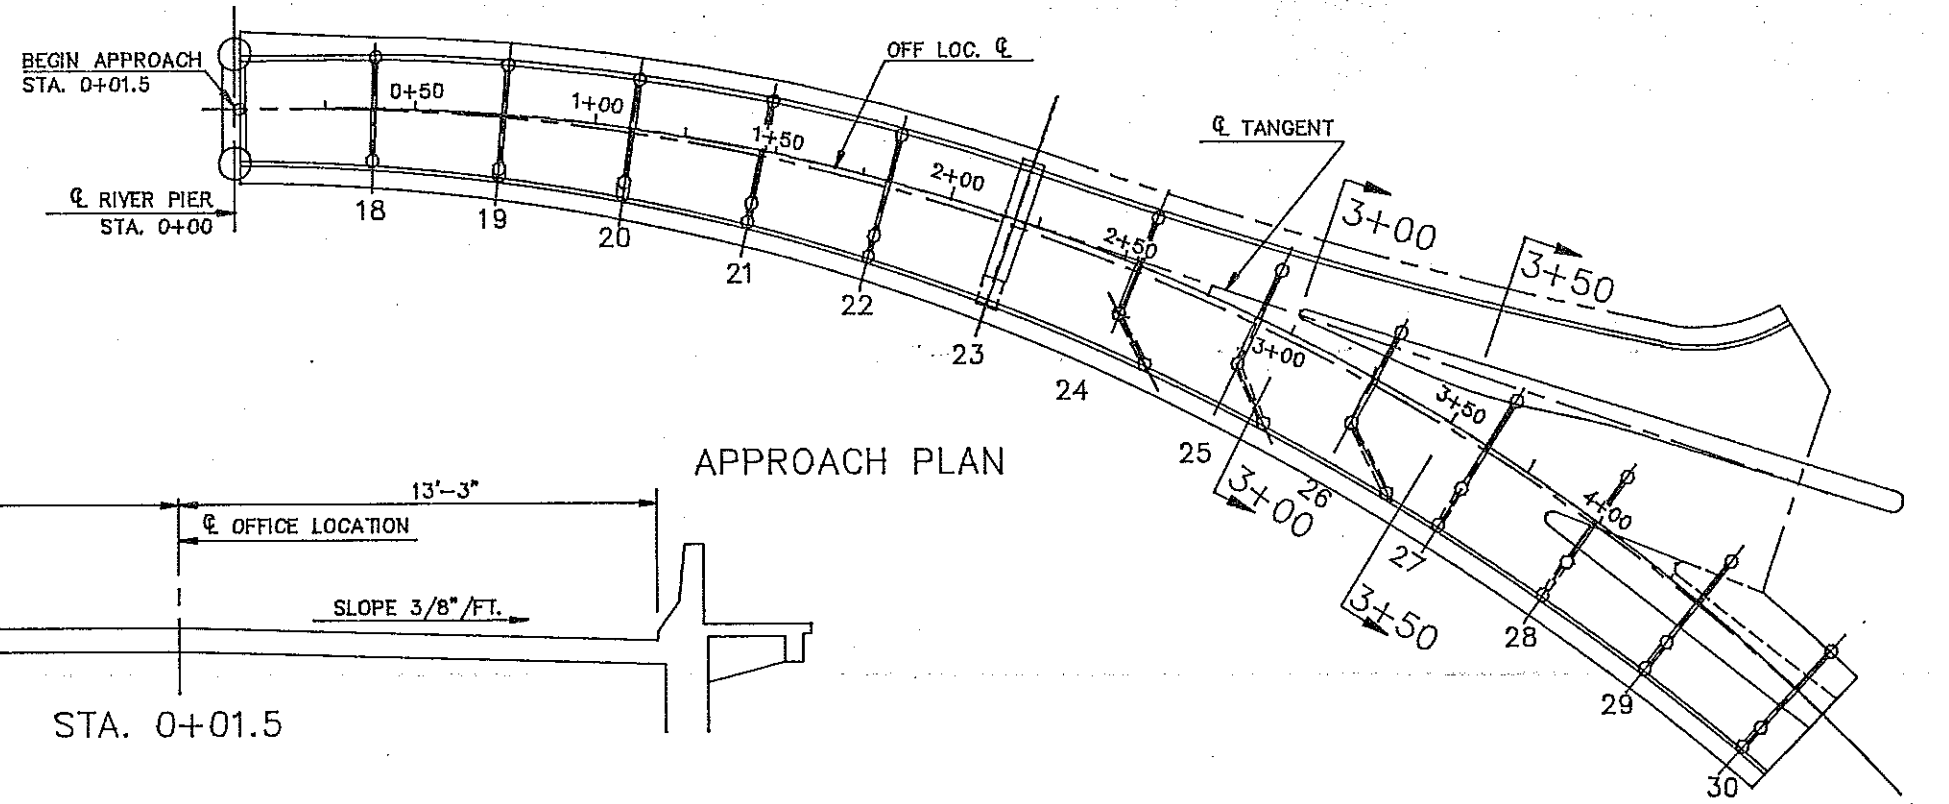 BEGIN APPROACH
STA. 0+01.5
℄ RIVER PIER
STA. 0+00
OFF LOC. ℄
℄ TANGENT
0+50
1+00
1+50
2+00
2+50
3+00
3+50
4+00
3+00
3+50
18
19
20
21
22
23
24
25
26
27
28
29
30
3+00
3+50
APPROACH PLAN
13'-3"
℄ OFFICE LOCATION
SLOPE 3/8"/FT.
STA. 0+01.5